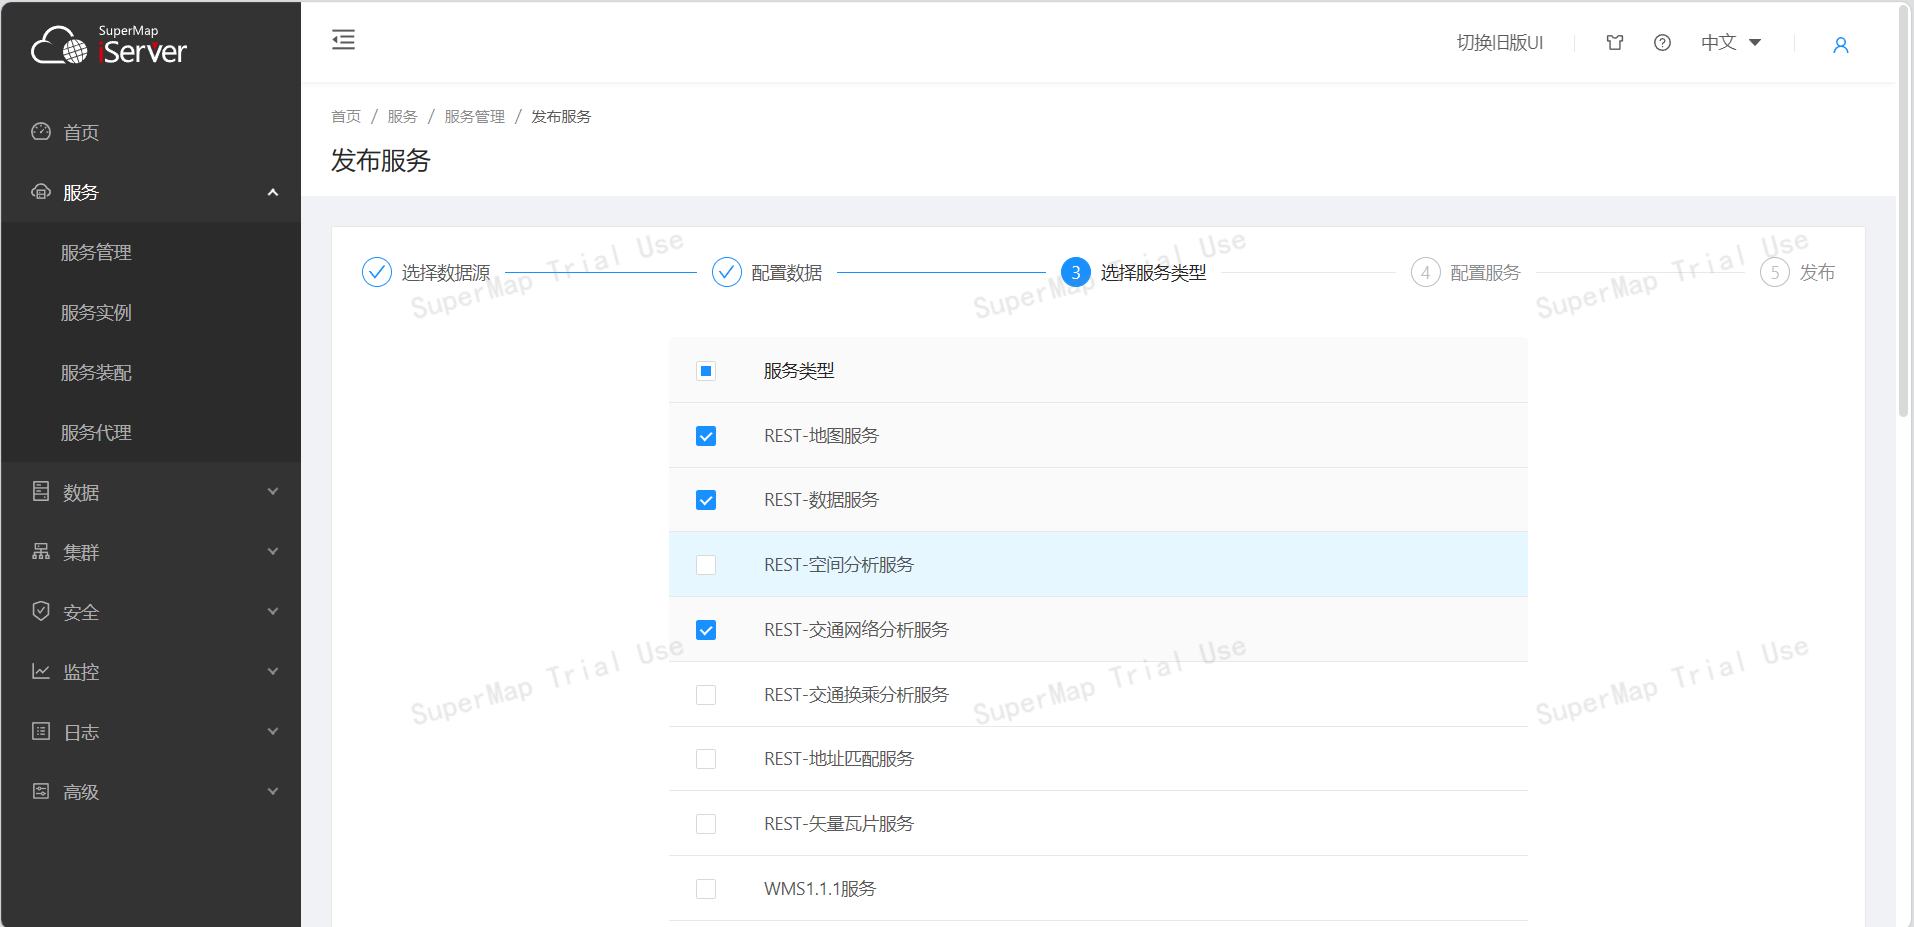 SuperMap
iServer
切换旧版UI
中文
首页
服务
服务管理
服务实例
服务装配
服务代理
数据
集群
安全
监控
日志
高级
首页 / 服务 / 服务管理 / 发布服务
发布服务
选择数据源
配置数据
3 选择服务类型
4 配置服务
5 发布
SuperMap Trial Use
SuperMap Trial Use
SuperMap Trial Use
服务类型
REST-地图服务
REST-数据服务
REST-空间分析服务
REST-交通网络分析服务
REST-交通换乘分析服务
REST-地址匹配服务
REST-矢量瓦片服务
WMS1.1.1服务
SuperMap Trial Use
SuperMap Trial Use
SuperMap Trial Use